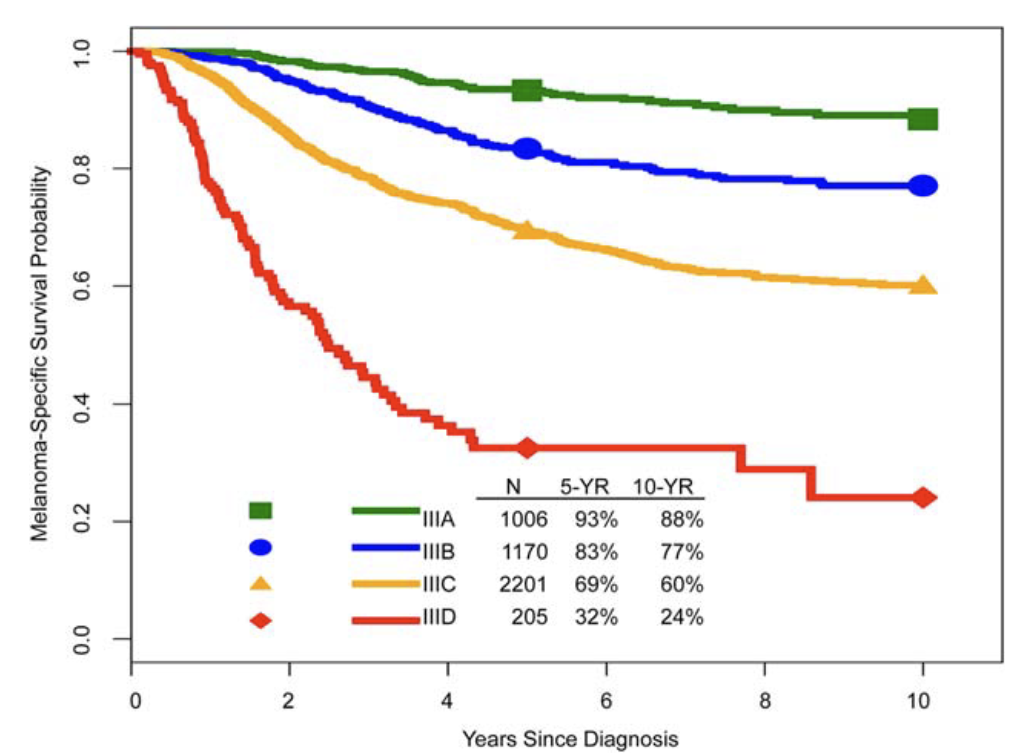 Melanoma-Specific Survival Probability
1.0
0.8
0.6
0.4
0.2
0.0
N 5-YR 10-YR
IIIA 1006 93% 88%
IIIB 1170 83% 77%
IIIC 2201 69% 60%
IIID 205 32% 24%
0 2 4 6 8 10
Years Since Diagnosis